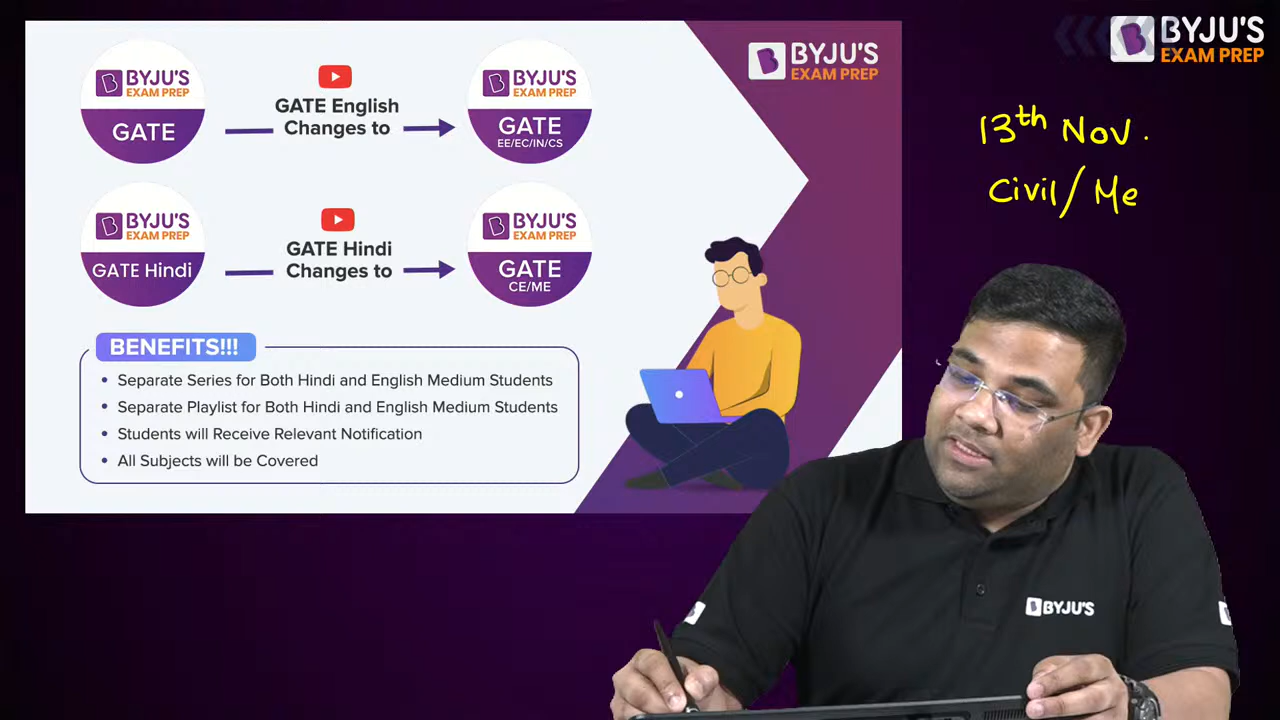 BYJU'S
EXAM PREP
GATE
GATE English
Changes to
BYJU'S
EXAM PREP
GATE
EE/EC/IN/CS
BYJU'S
EXAM PREP
GATE Hindi
GATE Hindi
Changes to
BYJU'S
EXAM PREP
GATE
CE/ME
BENEFITS!!!
• Separate Series for Both Hindi and English Medium Students
• Separate Playlist for Both Hindi and English Medium Students
• Students will Receive Relevant Notification
• All Subjects will be Covered
BYJU'S
EXAM PREP
BYJU'S
EXAM PREP
13th Nov.
Civil/Me
BYJU'S